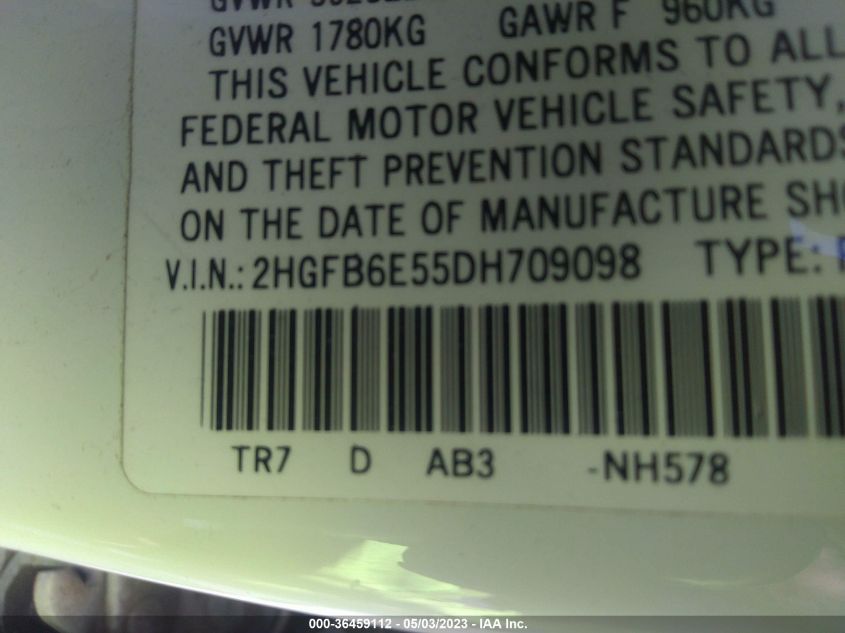 GVWR
GVWR 1780KG GAWR F 960KG
THIS VEHICLE CONFORMS TO ALL
FEDERAL MOTOR VEHICLE SAFETY,
AND THEFT PREVENTION STANDARDS
ON THE DATE OF MANUFACTURE
V.I.N.: 2HGFB6E55DH709098 TYPE:
TR7 D AB3 -NH578
000-36459112 - 05/03/2023 - IAA Inc.